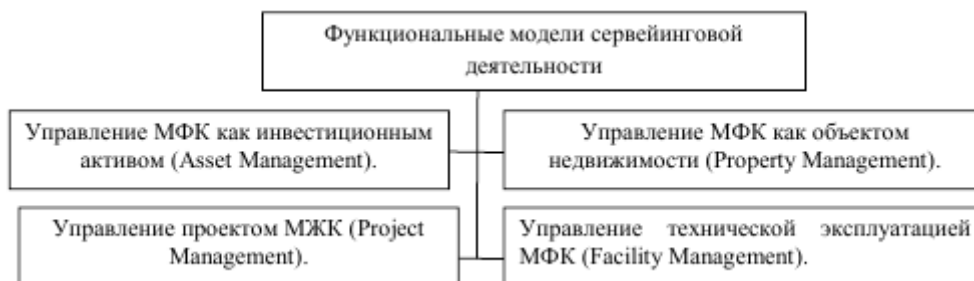 Функциональные модели сервейинговой
деятельности
Управление МФК как инвестиционным
активом (Asset Management).
Управление МФК как объектом
недвижимости (Property Management).
Управление проектом МЖК (Project
Management).
Управление технической эксплуатацией
МФК (Facility Management).